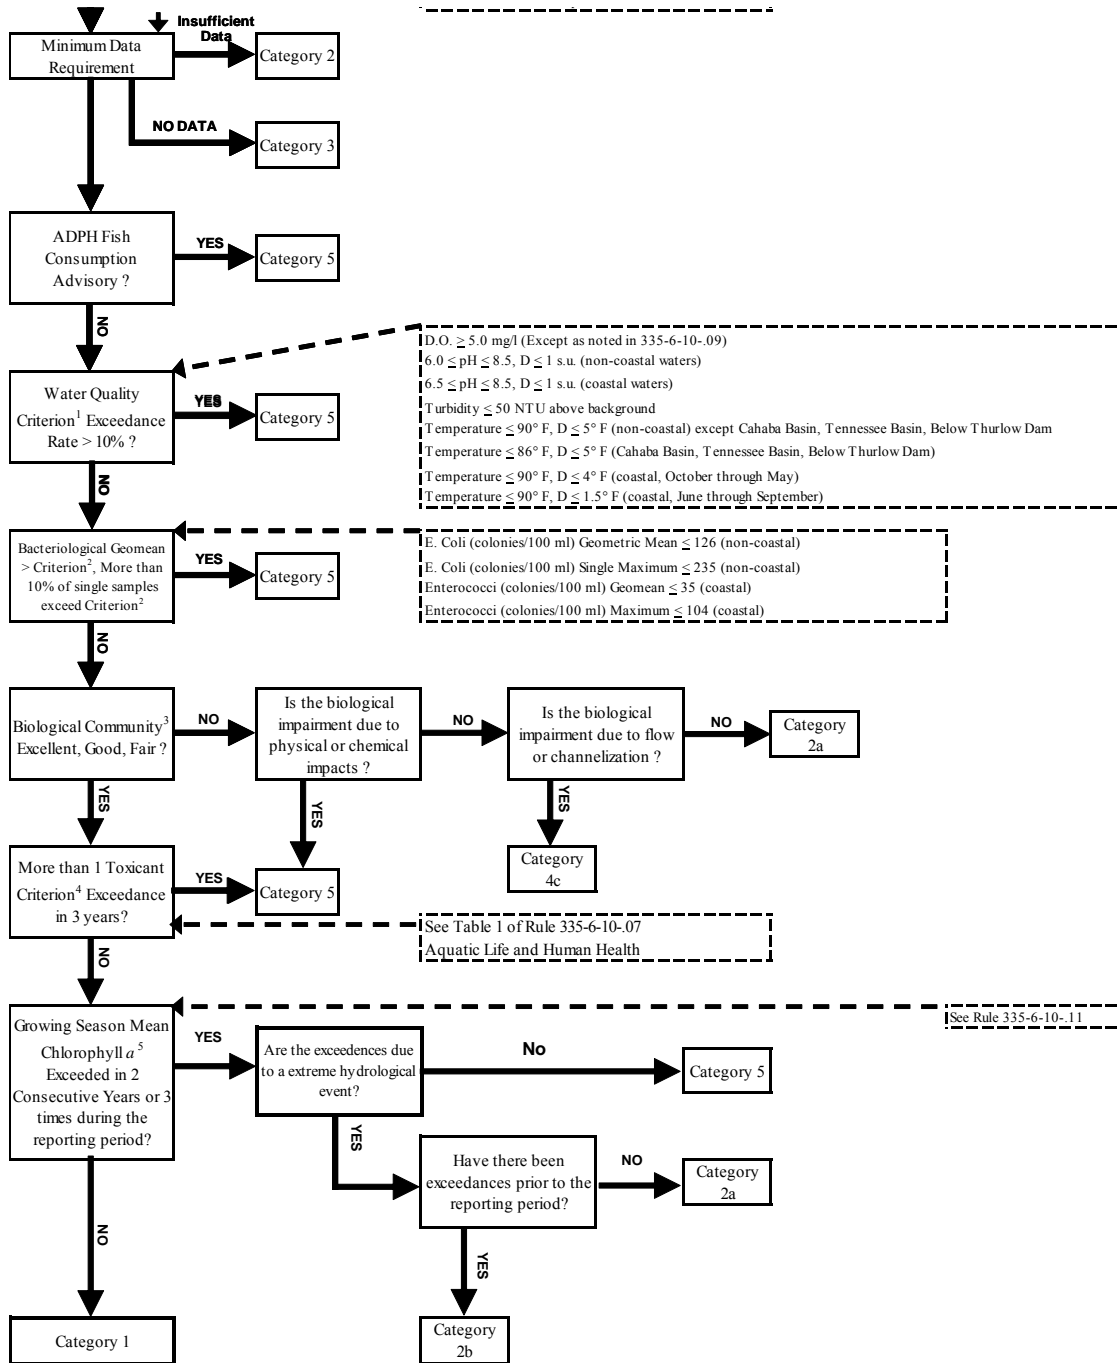 Insufficient
Data
Minimum Data
Requirement
Category 2
NO DATA
Category 3
ADPH Fish
Consumption
Advisory ?
YES
Category 5
NO
D.O. ≥ 5.0 mg/l (Except as noted in 335-6-10-.09)
6.0 ≤ pH ≤ 8.5, D ≤ 1 s.u. (non-coastal waters)
6.5 ≤ pH ≤ 8.5, D ≤ 1 s.u. (coastal waters)
Turbidity ≤ 50 NTU above background
Temperature ≤ 90° F, D ≤ 5° F (non-coastal) except Cahaba Basin, Tennessee Basin, Below Thurlow Dam
Temperature ≤ 86° F, D ≤ 5° F (Cahaba Basin, Tennessee Basin, Below Thurlow Dam)
Temperature ≤ 90° F, D ≤ 4° F (coastal, October through May)
Temperature ≤ 90° F, D ≤ 1.5° F (coastal, June through September)
Water Quality
Criterion1 Exceedance
Rate > 10% ?
YES
Category 5
NO
Bacteriological Geomean
> Criterion2, More than
10% of single samples
exceed Criterion2
YES
Category 5
E. Coli (colonies/100 ml) Geometric Mean ≤ 126 (non-coastal)
E. Coli (colonies/100 ml) Single Maximum ≤ 235 (non-coastal)
Enterococci (colonies/100 ml) Geomean ≤ 35 (coastal)
Enterococci (colonies/100 ml) Maximum ≤ 104 (coastal)
NO
Biological Community3
Excellent, Good, Fair ?
NO
Is the biological
impairment due to
physical or chemical
impacts ?
NO
Is the biological
impairment due to flow
or channelization ?
NO
Category
2a
YES
YES
YES
Category
4c
More than 1 Toxicant
Criterion4 Exceedance
in 3 years?
YES
Category 5
See Table 1 of Rule 335-6-10-.07
Aquatic Life and Human Health
NO
See Rule 335-6-10-.11
Growing Season Mean
Chlorophyll a 5
Exceeded in 2
Consecutive Years or 3
times during the
reporting period?
YES
Are the exceedences due
to a extreme hydrological
event?
No
Category 5
YES
Have there been
exceedances prior to the
reporting period?
NO
Category
2a
NO
YES
Category 1
Category
2b